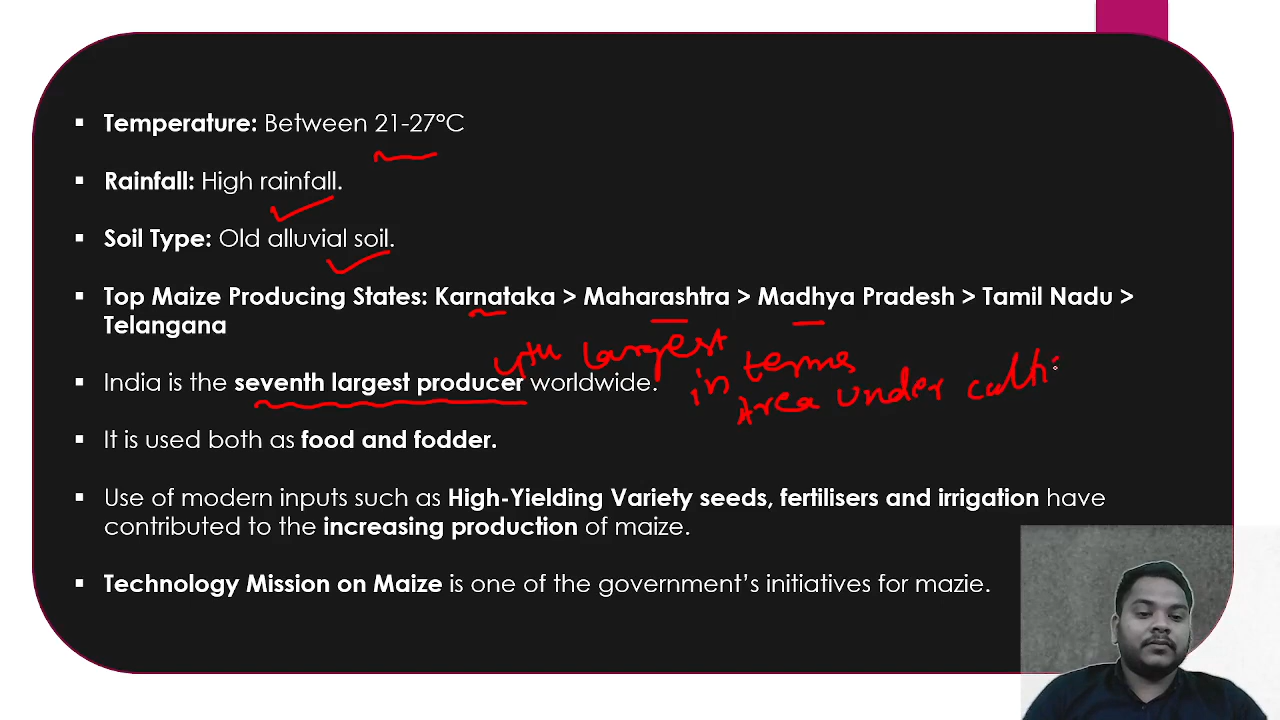 ▪ Temperature: Between 21-27°C
▪ Rainfall: High rainfall.
▪ Soil Type: Old alluvial soil.
▪ Top Maize Producing States: Karnataka > Maharashtra > Madhya Pradesh > Tamil Nadu >
Telangana
4th largest
in terms
▪ India is the seventh largest producer worldwide.
Area under culti
▪ It is used both as food and fodder.
▪ Use of modern inputs such as High-Yielding Variety seeds, fertilisers and irrigation have
contributed to the increasing production of maize.
▪ Technology Mission on Maize is one of the government's initiatives for mazie.